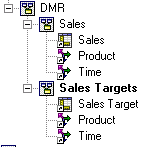 DMR
Sales
Sales
Product
Time
Sales Targets
Sales Target
Product
Time